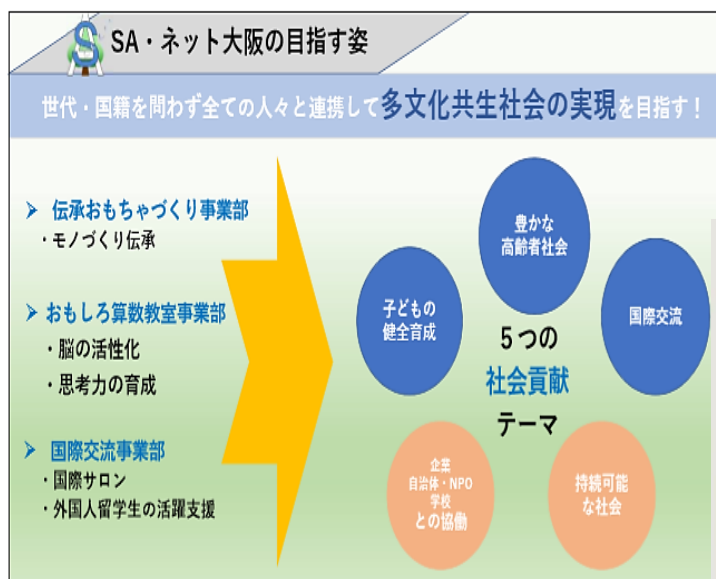 SA・ネット大阪の目指す姿
世代・国籍を問わず全ての人々と連携して多文化共生社会の実現を目指す！
➤ 伝承おもちゃづくり事業部
・モノづくり伝承
➤ おもしろ算数教室事業部
・脳の活性化
・思考力の育成
➤ 国際交流事業部
・国際サロン
・外国人留学生の活躍支援
豊かな
高齢者社会
子どもの
健全育成
国際交流
5つの
社会貢献
テーマ
企業
自治体・NPO
学校
との協働
持続可能
な社会